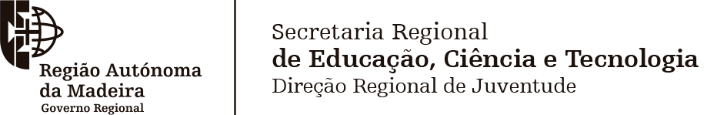 Região Autónoma
da Madeira
Governo Regional
Secretaria Regional
de Educação, Ciência e Tecnologia
Direção Regional de Juventude